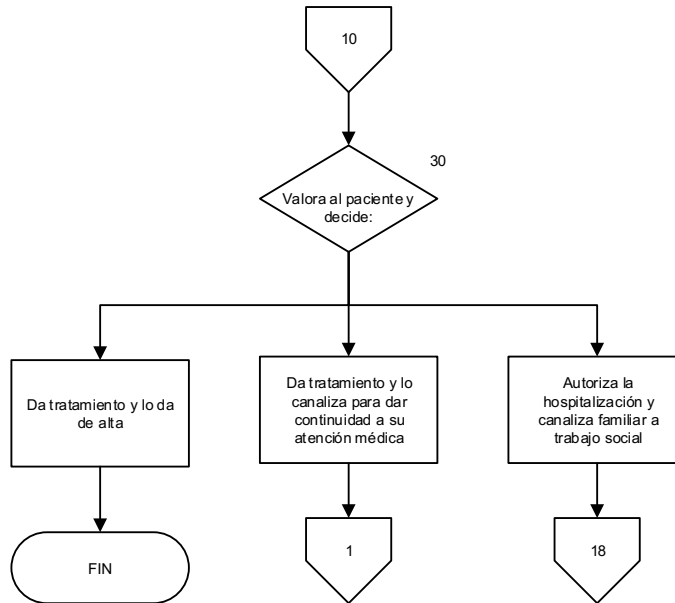 10
30
Valora al paciente y
decide:
Da tratamiento y lo da
de alta
Da tratamiento y lo
canaliza para dar
continuidad a su
atención médica
Autoriza la
hospitalización y
canaliza familiar a
trabajo social
FIN
1
18